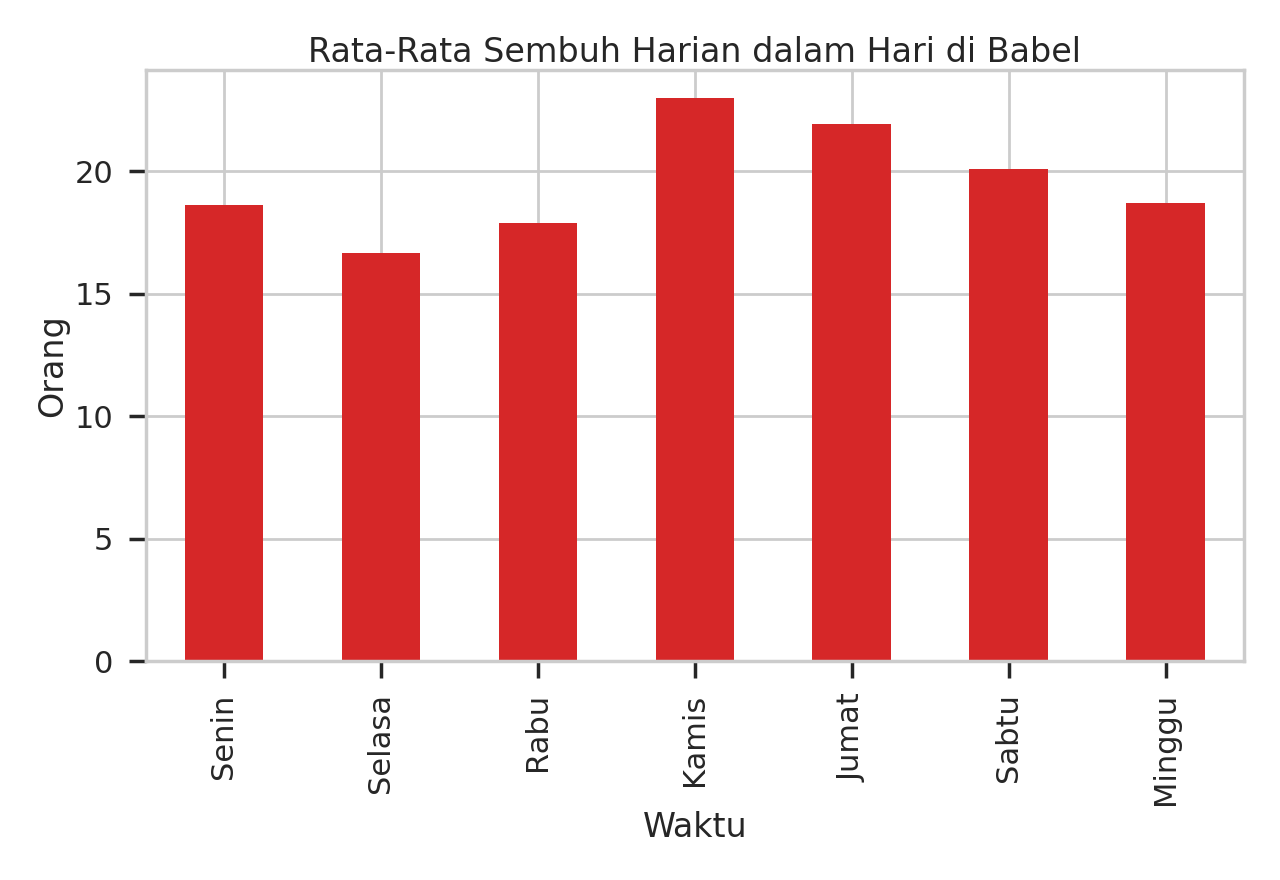 Rata-Rata Sembuh Harian dalam Hari di Babel
Orang
20
15
10
5
0
Senin
Selasa
Rabu
Kamis
Jumat
Sabtu
Minggu
Waktu